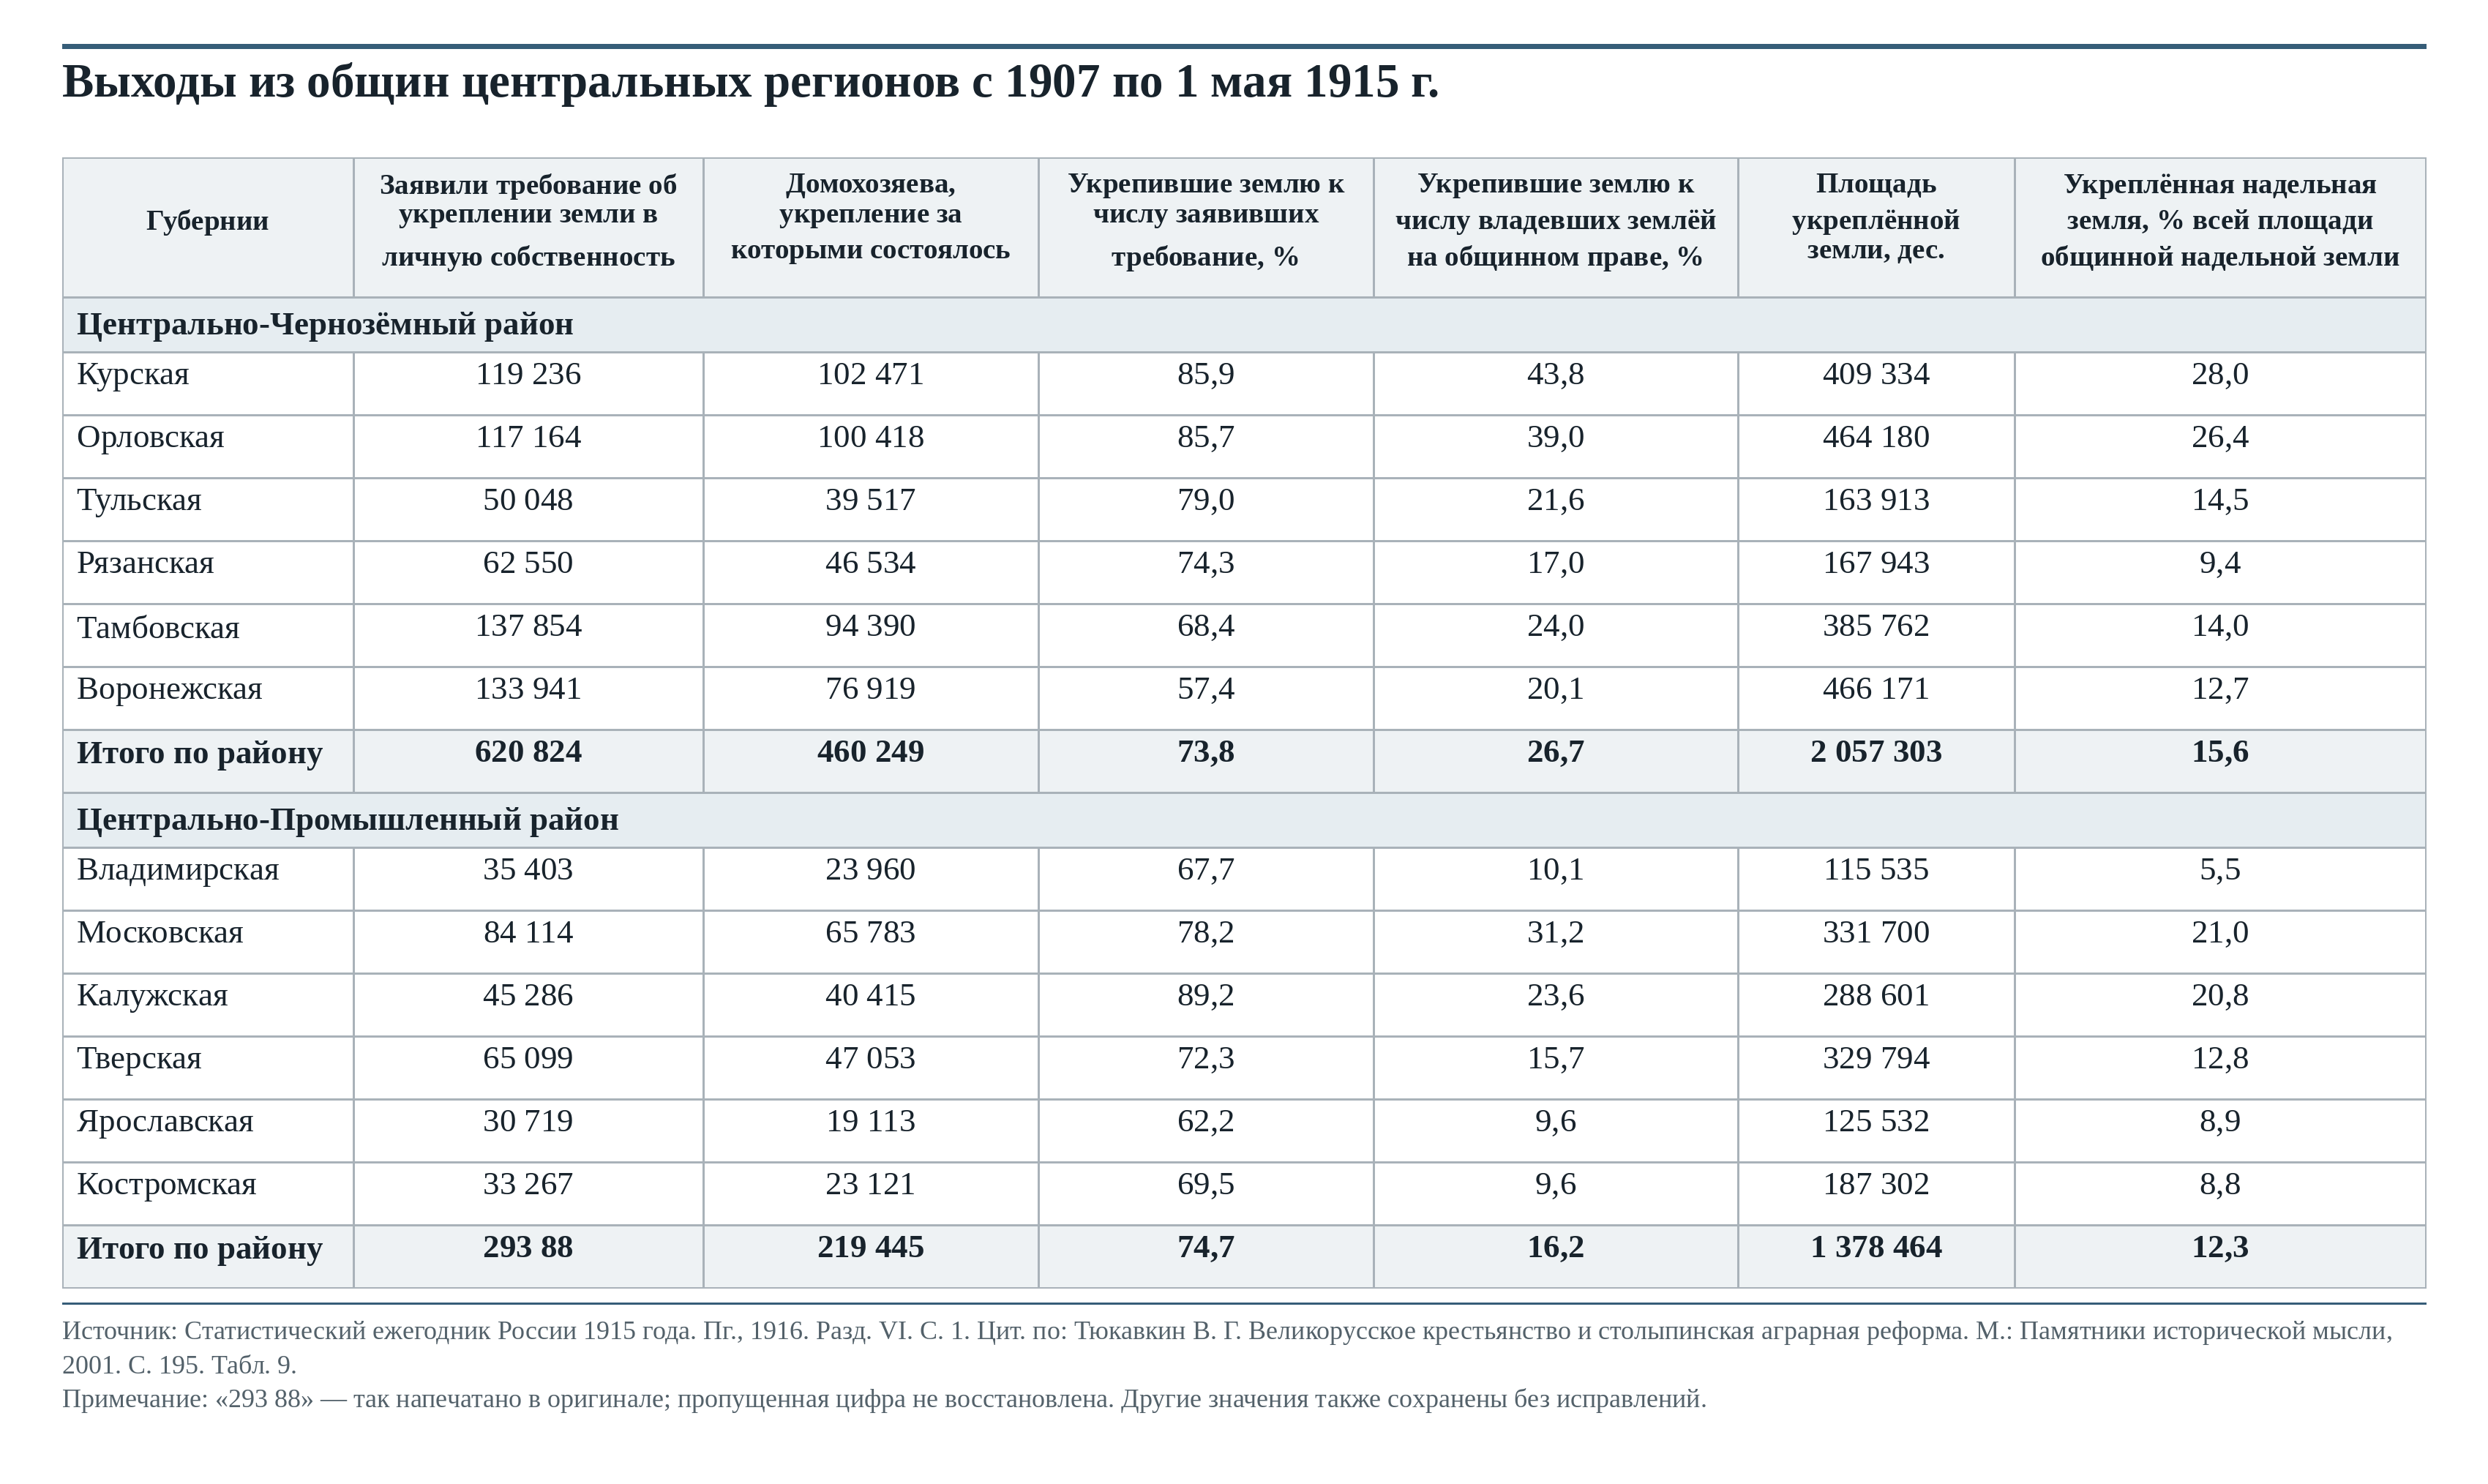 Выходы из общин центральных регионов с 1907 по 1 мая 1915 г.
Губернии
Заявили требование об
укреплении земли в
личную собственность
Домохозяева,
укрепление за
которыми состоялось
Укрепившие землю к
числу заявивших
требование, %
Укрепившие землю к
числу владевших землёй
на общинном праве, %
Площадь
укреплённой
земли, дес.
Укреплённая надельная
земля, % всей площади
общинной надельной земли
Центрально-Чернозёмный район
Курская 119 236 102 471 85,9 43,8 409 334 28,0
Орловская 117 164 100 418 85,7 39,0 464 180 26,4
Тульская 50 048 39 517 79,0 21,6 163 913 14,5
Рязанская 62 550 46 534 74,3 17,0 167 943 9,4
Тамбовская 137 854 94 390 68,4 24,0 385 762 14,0
Воронежская 133 941 76 919 57,4 20,1 466 171 12,7
Итого по району 620 824 460 249 73,8 26,7 2 057 303 15,6
Центрально-Промышленный район
Владимирская 35 403 23 960 67,7 10,1 115 535 5,5
Московская 84 114 65 783 78,2 31,2 331 700 21,0
Калужская 45 286 40 415 89,2 23,6 288 601 20,8
Тверская 65 099 47 053 72,3 15,7 329 794 12,8
Ярославская 30 719 19 113 62,2 9,6 125 532 8,9
Костромская 33 267 23 121 69,5 9,6 187 302 8,8
Итого по району 293 88 219 445 74,7 16,2 1 378 464 12,3
Источник: Статистический ежегодник России 1915 года. Пг., 1916. Разд. VI. С. 1. Цит. по: Тюкавкин В. Г. Великорусское крестьянство и столыпинская аграрная реформа. М.: Памятники исторической мысли,
2001. С. 195. Табл. 9.
Примечание: «293 88» — так напечатано в оригинале; пропущенная цифра не восстановлена. Другие значения также сохранены без исправлений.